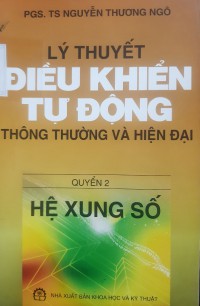 PGS. TS NGUYỄN THƯƠNG NGÔ
LÝ THUYẾT
ĐIỀU KHIỂN
TỰ ĐỘNG
THÔNG THƯỜNG VÀ HIỆN ĐẠI
QUYỂN 2
HỆ XUNG SỐ
NHÀ XUẤT BẢN KHOA HỌC VÀ KỸ THUẬT